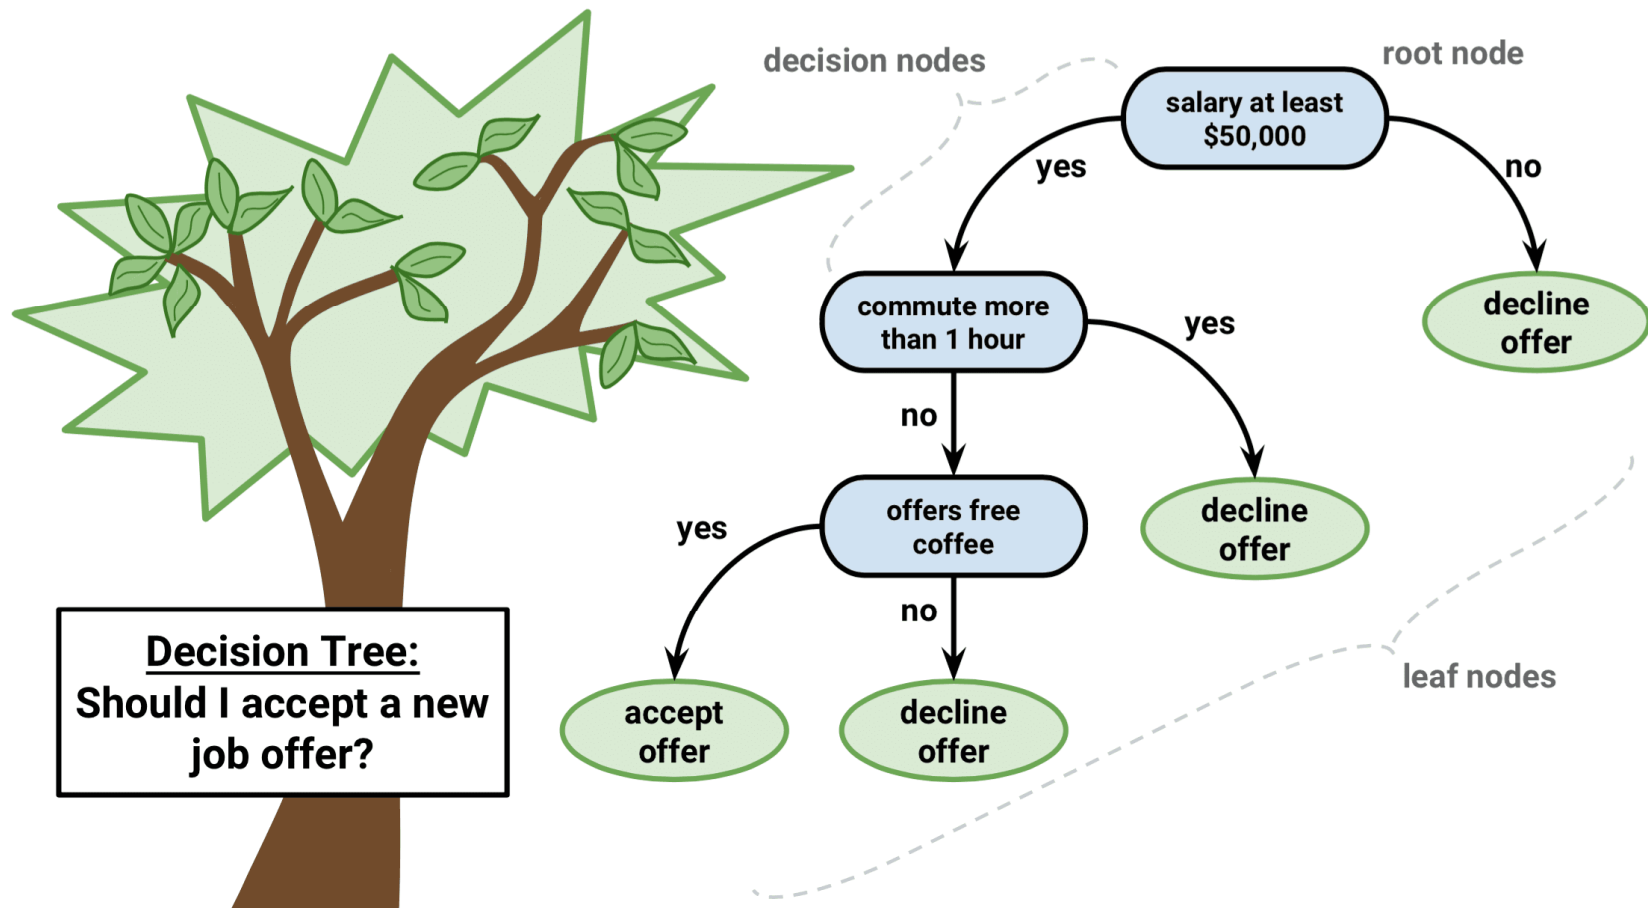 decision nodes
root node
salary at least
$50,000
yes
no
commute more
than 1 hour
yes
decline
offer
no
offers free
coffee
yes
decline
offer
no
Decision Tree:
Should I accept a new
job offer?
accept
offer
decline
offer
leaf nodes